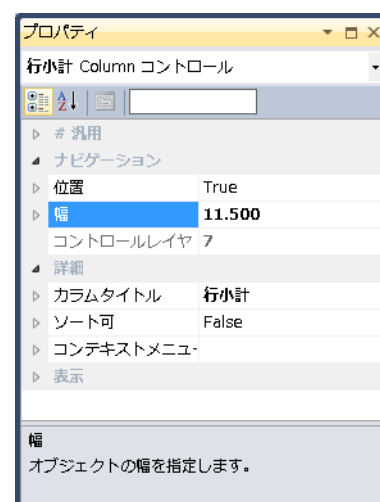 プロパティ
行小計 Column コントロール
# 汎用
ナビゲーション
位置 True
幅 11.500
コントロールレイヤ 7
詳細
カラムタイトル 行小計
ソート可 False
コンテキストメニュー
表示
幅
オブジェクトの幅を指定します。